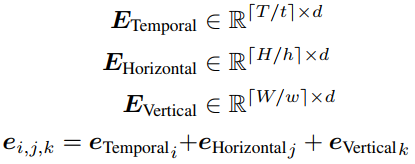 E_Temporal ∈ ℝ^{⌈T/t⌉×d}
E_Horizontal ∈ ℝ^{⌈H/h⌉×d}
E_Vertical ∈ ℝ^{⌈W/w⌉×d}
e_{i,j,k} = e_{Temporal_i} + e_{Horizontal_j} + e_{Vertical_k}